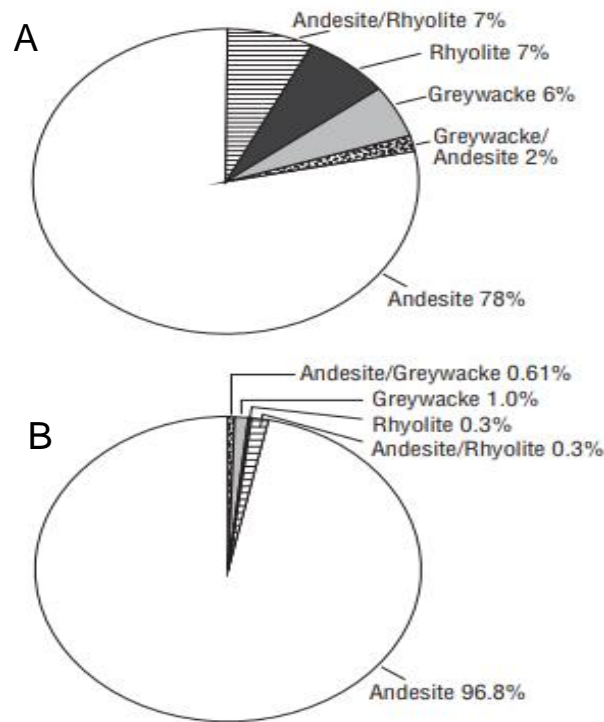 A
Andesite/Rhyolite 7%
Rhyolite 7%
Greywacke 6%
Greywacke/
Andesite 2%
Andesite 78%
B
Andesite/Greywacke 0.61%
Greywacke 1.0%
Rhyolite 0.3%
Andesite/Rhyolite 0.3%
Andesite 96.8%